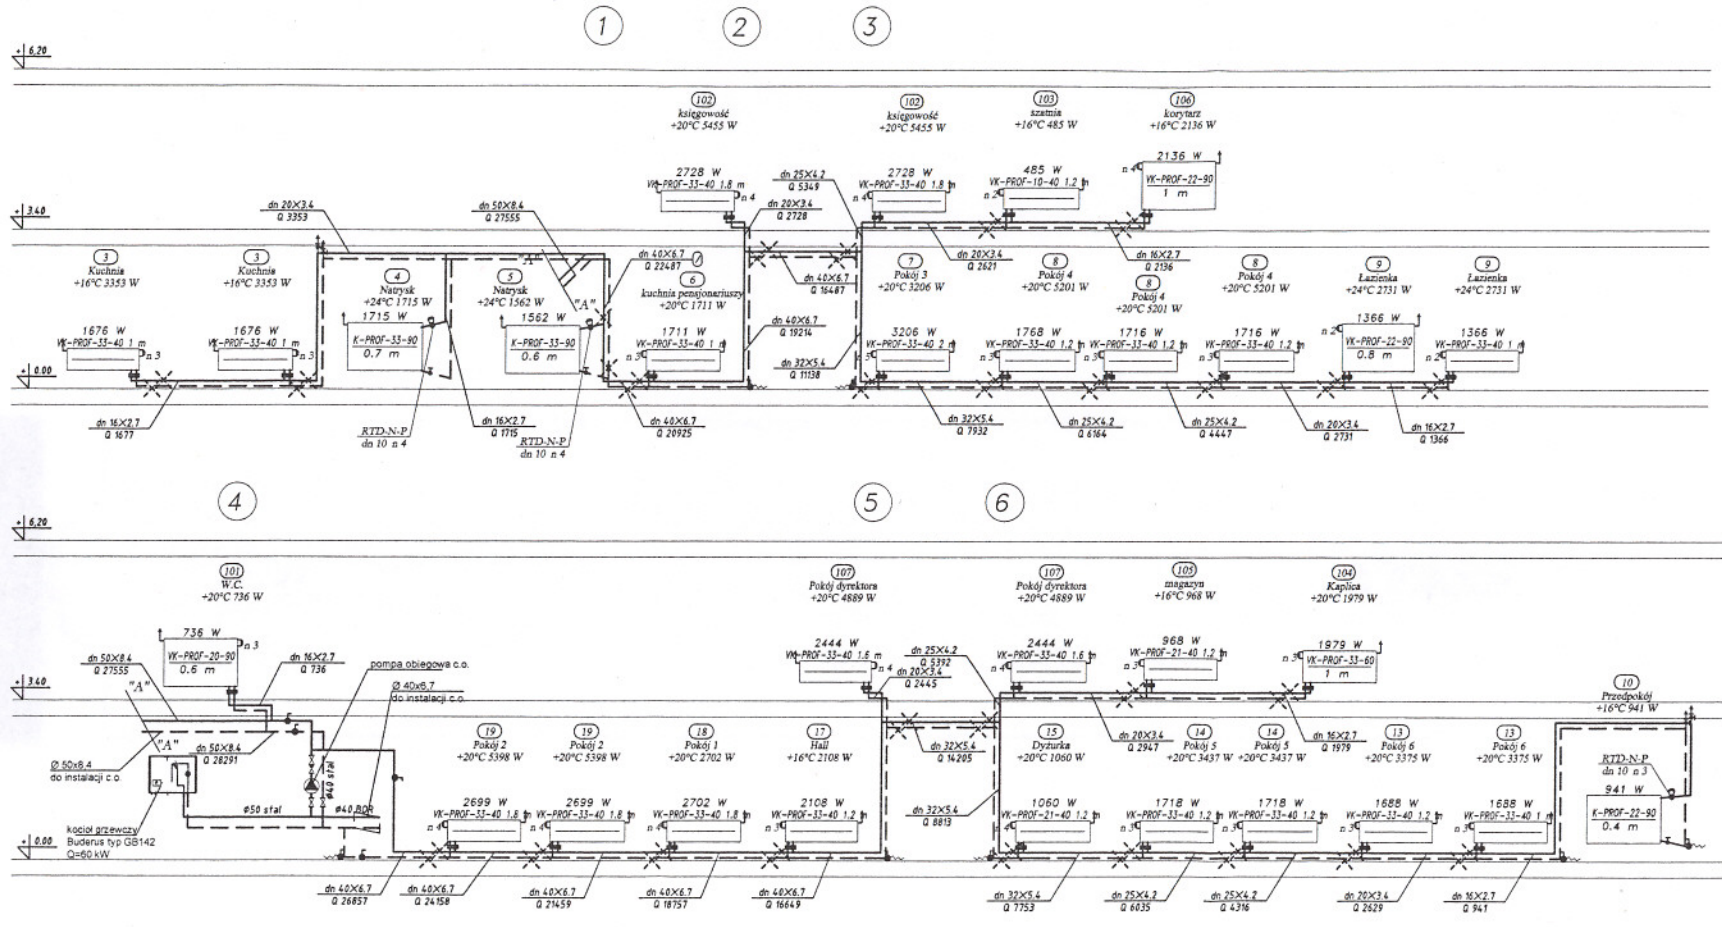 1
2
3
+ 6,20
102
księgowość
+20°C 5455 W
102
księgowość
+20°C 5455 W
103
szatnia
+16°C 485 W
106
korytarz
+16°C 2136 W
2728 W
VK-PROF-33-40 1.8 m
n 4
dn 25X4.2
Q 5349
dn 20X3.4
Q 2728
2728 W
VK-PROF-33-40 1.8 m
n 4
485 W
VK-PROF-10-40 1.2 m
n 2
2136 W
VK-PROF-22-90
1 m
n 4
+ 3.40
dn 20X3.4
Q 3353
dn 50X8.4
Q 27555
dn 40X6.7
Q 22487
dn 40X6.7
Q 16487
dn 20X3.4
Q 2621
dn 16X2.7
Q 2136
3
Kuchnia
+16°C 3353 W
3
Kuchnia
+16°C 3353 W
4
Natrysk
+24°C 1715 W
5
Natrysk
+24°C 1562 W
"A"
"A"
6
kuchnia pensjonariuszy
+20°C 1711 W
7
Pokój 3
+20°C 3206 W
8
Pokój 4
+20°C 5201 W
8
Pokój 4
+20°C 5201 W
8
Pokój 4
+20°C 5201 W
9
Łazienka
+24°C 2731 W
9
Łazienka
+24°C 2731 W
1676 W
VK-PROF-33-40 1 m
n 3
1676 W
VK-PROF-33-40 1 m
n 3
1715 W
K-PROF-33-90
0.7 m
1562 W
K-PROF-33-90
0.6 m
1711 W
VK-PROF-33-40 1 m
n 3
dn 40X6.7
Q 19214
dn 32X5.4
Q 11138
3206 W
VK-PROF-33-40 2 m
1768 W
VK-PROF-33-40 1.2 m
n 3
1716 W
VK-PROF-33-40 1.2 m
n 3
1716 W
VK-PROF-33-40 1.2 m
n 3
1366 W
VK-PROF-22-90
0.8 m
n 2
1366 W
VK-PROF-33-40 1 m
n 2
+ 0.00
dn 16X2.7
Q 1677
RTD-N-P
dn 10 n 4
dn 16X2.7
Q 1715
RTD-N-P
dn 10 n 4
dn 40X6.7
Q 20925
dn 32X5.4
Q 7932
dn 25X4.2
Q 6164
dn 25X4.2
Q 4447
dn 20X3.4
Q 2731
dn 16X2.7
Q 1366
4
5
6
+ 6,20
101
W.C.
+20°C 736 W
107
Pokój dyrektora
+20°C 4889 W
107
Pokój dyrektora
+20°C 4889 W
105
magazyn
+16°C 968 W
104
Kaplica
+20°C 1979 W
736 W
VK-PROF-20-90
0.6 m
n 3
dn 50X8.4
Q 27555
dn 16X2.7
Q 736
pompa obiegowa c.o.
Ø 40x6,7
do instalacji c.o.
2444 W
VK-PROF-33-40 1.6 m
n 4
dn 25X4.2
Q 5392
dn 20X3.4
Q 2445
2444 W
VK-PROF-33-40 1.6 m
n 4
968 W
VK-PROF-21-40 1.2 m
n 3
1979 W
VK-PROF-33-60
1 m
n 3
+ 3.40
"A"
"A"
dn 50X8.4
Q 28291
Ø 50x8.4
do instalacji c.o.
19
Pokój 2
+20°C 5398 W
19
Pokój 2
+20°C 5398 W
18
Pokój 1
+20°C 2702 W
17
Hall
+16°C 2108 W
dn 32X5.4
Q 14205
15
Dyżurka
+20°C 1060 W
dn 20X3.4
Q 2947
14
Pokój 5
+20°C 3437 W
14
Pokój 5
+20°C 3437 W
dn 16X2.7
Q 1979
13
Pokój 6
+20°C 3375 W
13
Pokój 6
+20°C 3375 W
10
Przedpokój
+16°C 941 W
RTD-N-P
dn 10 n 3
941 W
K-PROF-22-90
0.4 m
Ø40 stal
Ø50 stal
Ø40 BOR
2699 W
VK-PROF-33-40 1.8 m
n 4
2699 W
VK-PROF-33-40 1.8 m
n 4
2702 W
VK-PROF-33-40 1.8 m
n 4
2108 W
VK-PROF-33-40 1.2 m
n 3
dn 32X5.4
Q 8813
1060 W
VK-PROF-21-40 1.2 m
n 4
1718 W
VK-PROF-33-40 1.2 m
n 3
1718 W
VK-PROF-33-40 1.2 m
n 3
1688 W
VK-PROF-33-40 1.2 m
n 3
1688 W
VK-PROF-33-40 1.2 m
n 3
+ 0.00
kocioł grzewczy
Buderus typ GB142
Q=60 kW
dn 40X6.7
Q 26857
dn 40X6.7
Q 24158
dn 40X6.7
Q 21459
dn 40X6.7
Q 18757
dn 40X6.7
Q 16649
dn 32X5.4
Q 7753
dn 25X4.2
Q 6035
dn 25X4.2
Q 4316
dn 20X3.4
Q 2629
dn 16X2.7
Q 941